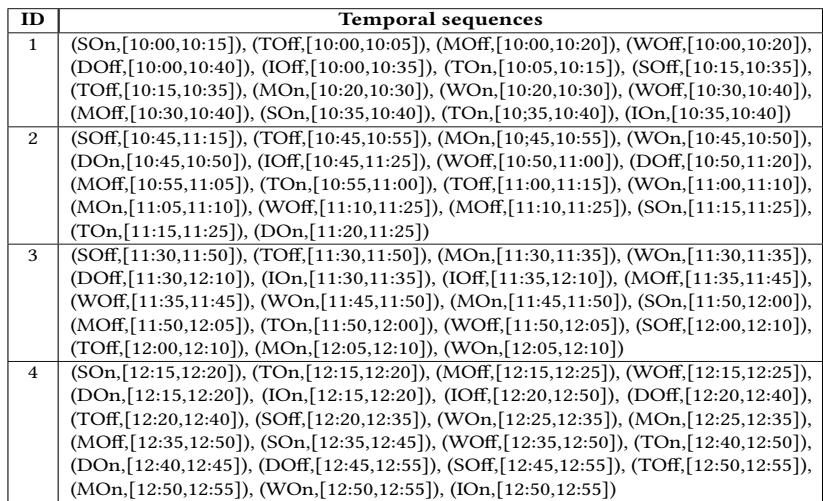 ID Temporal sequences
1 (SOn,[10:00,10:15]), (TOff,[10:00,10:05]), (MOff,[10:00,10:20]), (WOff,[10:00,10:20]),
(DOff,[10:00,10:40]), (IOff,[10:00,10:35]), (TOn,[10:05,10:15]), (SOff,[10:15,10:35]),
(TOff,[10:15,10:35]), (MOn,[10:20,10:30]), (WOn,[10:20,10:30]), (WOff,[10:30,10:40]),
(MOff,[10:30,10:40]), (SOn,[10:35,10:40]), (TOn,[10;35,10:40]), (IOn,[10:35,10:40])
2 (SOff,[10:45,11:15]), (TOff,[10:45,10:55]), (MOn,[10;45,10:55]), (WOn,[10:45,10:50]),
(DOn,[10:45,10:50]), (IOff,[10:45,11:25]), (WOff,[10:50,11:00]), (DOff,[10:50,11:20]),
(MOff,[10:55,11:05]), (TOn,[10:55,11:00]), (TOff,[11:00,11:15]), (WOn,[11:00,11:10]),
(MOn,[11:05,11:10]), (WOff,[11:10,11:25]), (MOff,[11:10,11:25]), (SOn,[11:15,11:25]),
(TOn,[11:15,11:25]), (DOn,[11:20,11:25])
3 (SOff,[11:30,11:50]), (TOff,[11:30,11:50]), (MOn,[11:30,11:35]), (WOn,[11:30,11:35]),
(DOff,[11:30,12:10]), (IOn,[11:30,11:35]), (IOff,[11:35,12:10]), (MOff,[11:35,11:45]),
(WOff,[11:35,11:45]), (WOn,[11:45,11:50]), (MOn,[11:45,11:50]), (SOn,[11:50,12:00]),
(MOff,[11:50,12:05]), (TOn,[11:50,12:00]), (WOff,[11:50,12:05]), (SOff,[12:00,12:10]),
(TOff,[12:00,12:10]), (MOn,[12:05,12:10]), (WOn,[12:05,12:10])
4 (SOn,[12:15,12:20]), (TOn,[12:15,12:20]), (MOff,[12:15,12:25]), (WOff,[12:15,12:25]),
(DOn,[12:15,12:20]), (IOn,[12:15,12:20]), (IOff,[12:20,12:50]), (DOff,[12:20,12:40]),
(TOff,[12:20,12:40]), (SOff,[12:20,12:35]), (WOn,[12:25,12:35]), (MOn,[12:25,12:35]),
(MOff,[12:35,12:50]), (SOn,[12:35,12:45]), (WOff,[12:35,12:50]), (TOn,[12:40,12:50]),
(DOn,[12:40,12:45]), (DOff,[12:45,12:55]), (SOff,[12:45,12:55]), (TOff,[12:50,12:55]),
(MOn,[12:50,12:55]), (WOn,[12:50,12:55]), (IOn,[12:50,12:55])